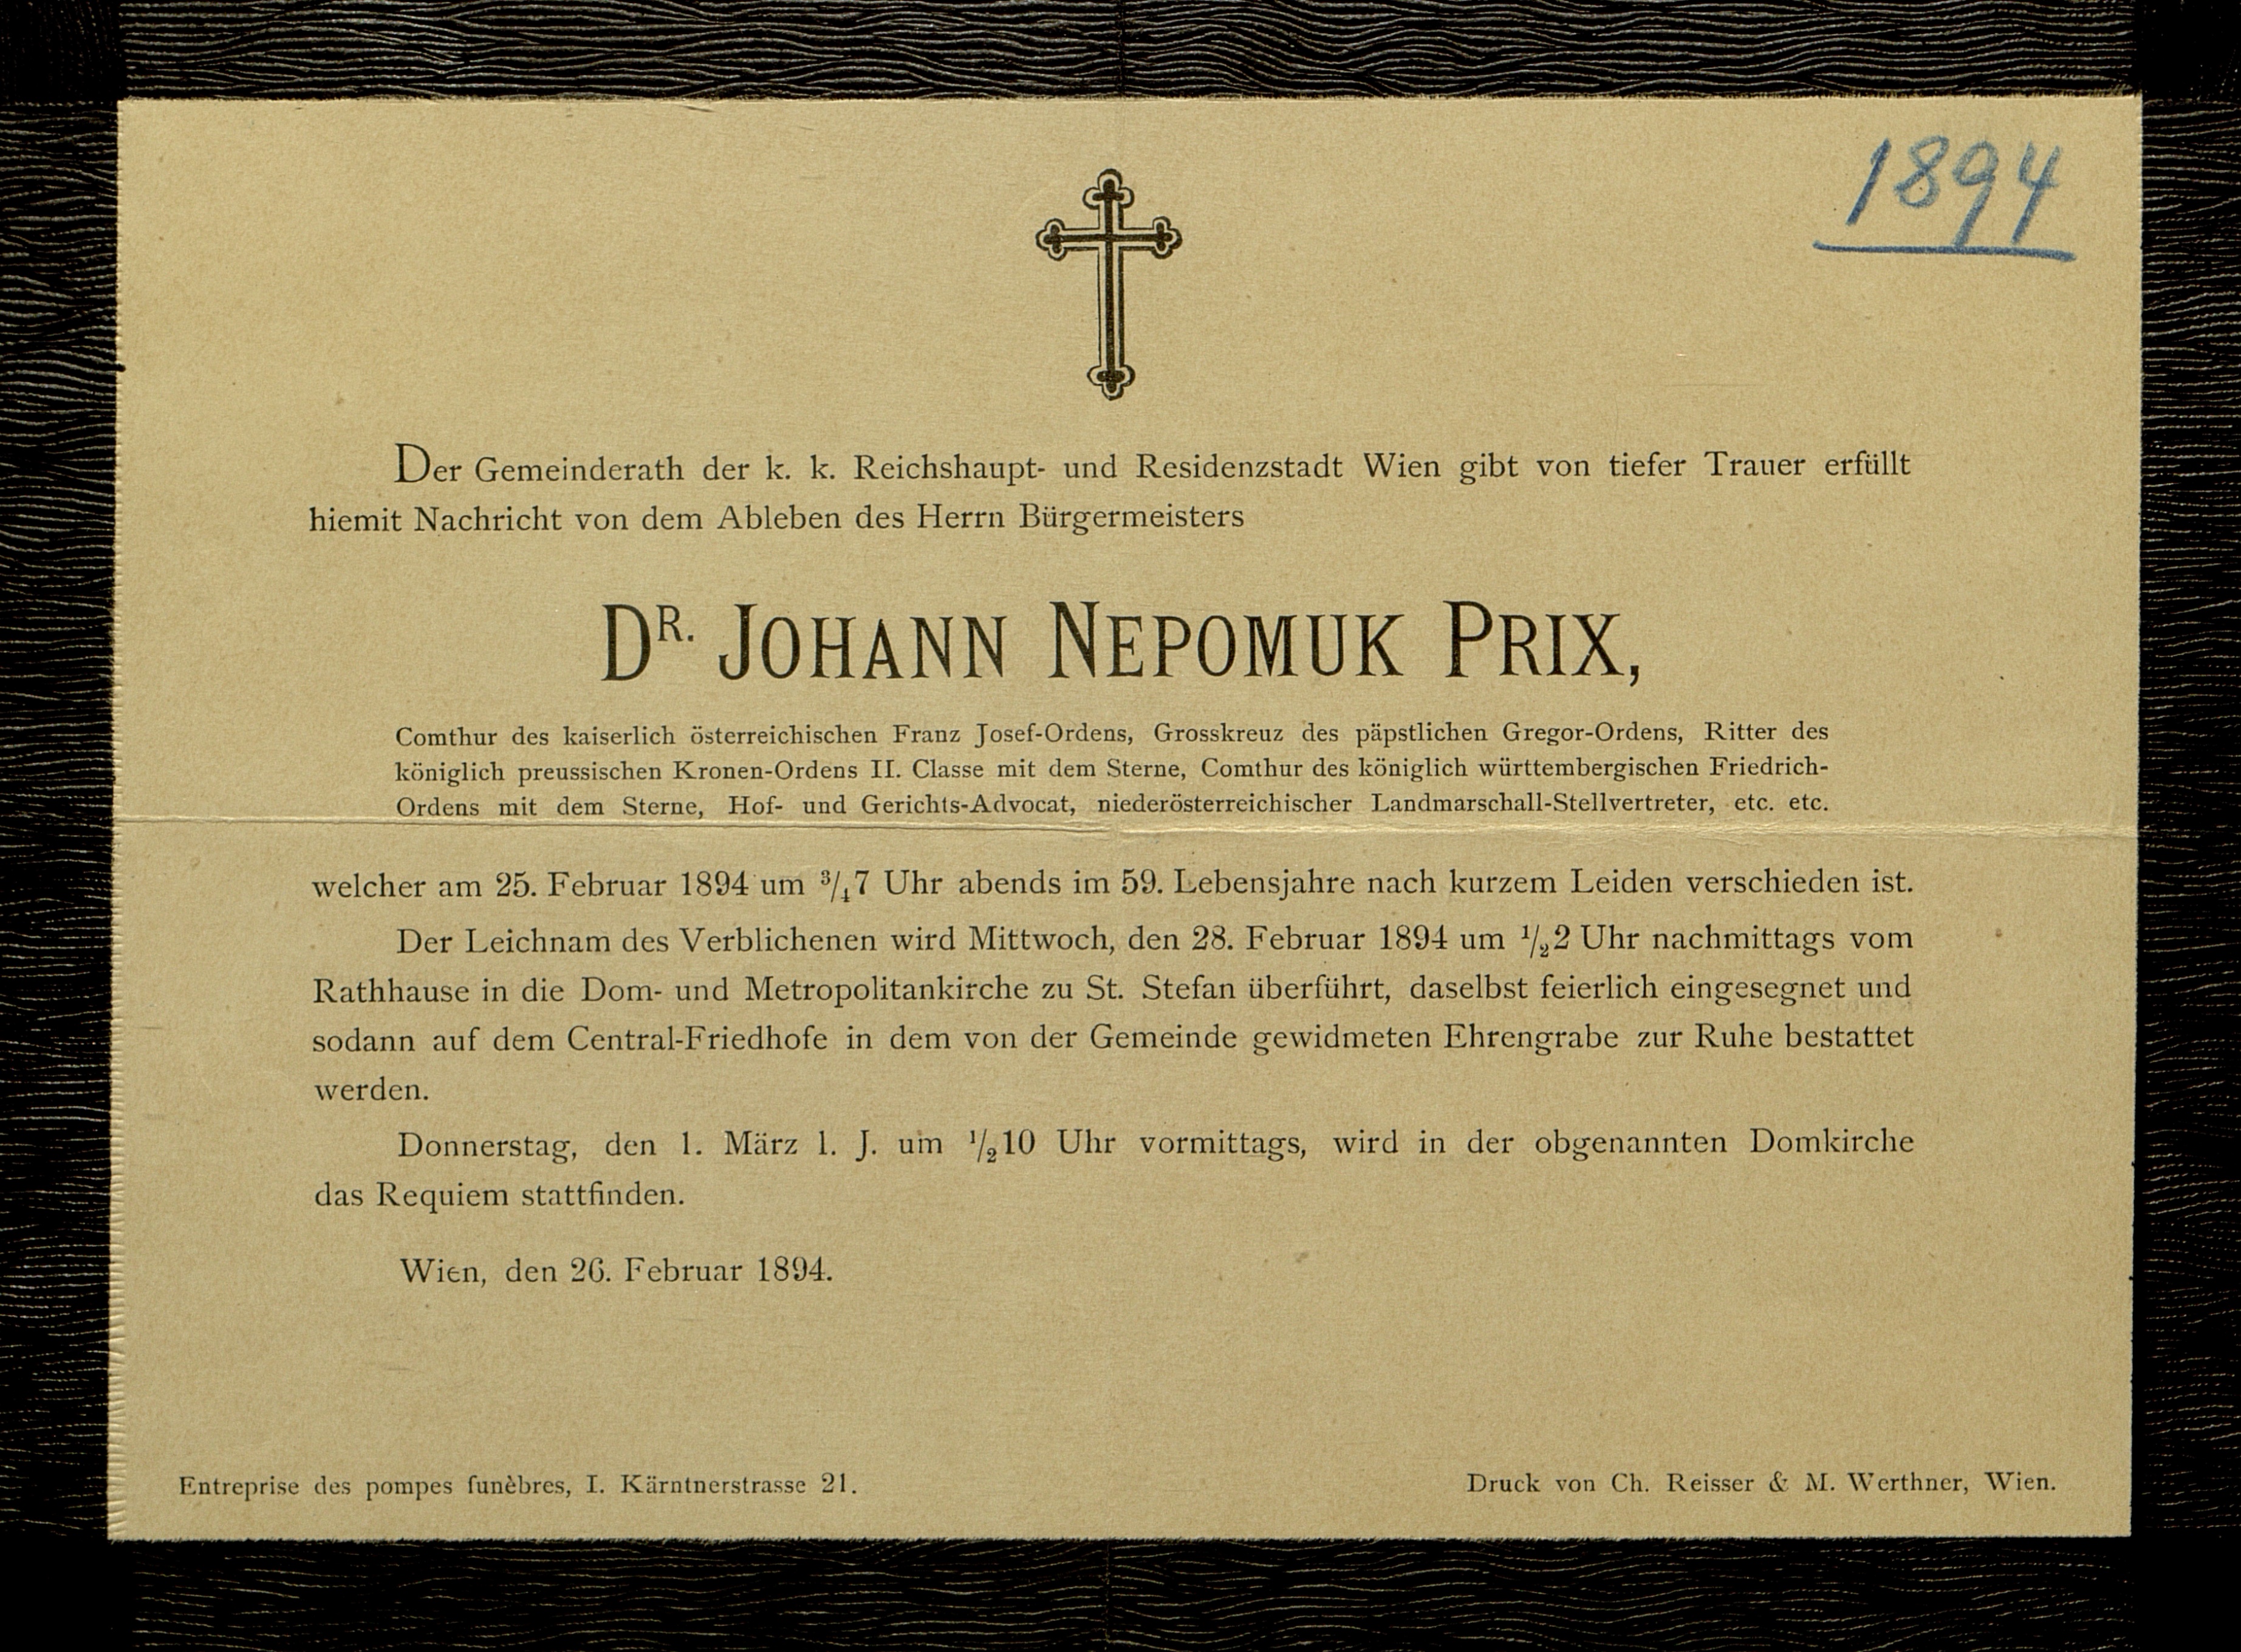 1894
Der Gemeinderath der k. k. Reichshaupt- und Residenzstadt Wien gibt von tiefer Trauer erfüllt
hiemit Nachricht von dem Ableben des Herrn Bürgermeisters
DR. JOHANN NEPOMUK PRIX,
Comthur des kaiserlich österreichischen Franz Josef-Ordens, Grosskreuz des päpstlichen Gregor-Ordens, Ritter des
königlich preussischen Kronen-Ordens II. Classe mit dem Sterne, Comthur des königlich württembergischen Friedrich-
Ordens mit dem Sterne, Hof- und Gerichts-Advocat, niederösterreichischer Landmarschall-Stellvertreter, etc. etc.
welcher am 25. Februar 1894 um 3/4 7 Uhr abends im 59. Lebensjahre nach kurzem Leiden verschieden ist.
Der Leichnam des Verblichenen wird Mittwoch, den 28. Februar 1894 um 1/2 2 Uhr nachmittags vom
Rathhause in die Dom- und Metropolitankirche zu St. Stefan überführt, daselbst feierlich eingesegnet und
sodann auf dem Central-Friedhofe in dem von der Gemeinde gewidmeten Ehrengrabe zur Ruhe bestattet
werden.
Donnerstag, den 1. März l. J. um 1/2 10 Uhr vormittags, wird in der obgenannten Domkirche
das Requiem stattfinden.
Wien, den 26. Februar 1894.
Entreprise des pompes funèbres, I. Kärntnerstrasse 21.
Druck von Ch. Reisser & M. Werthner, Wien.